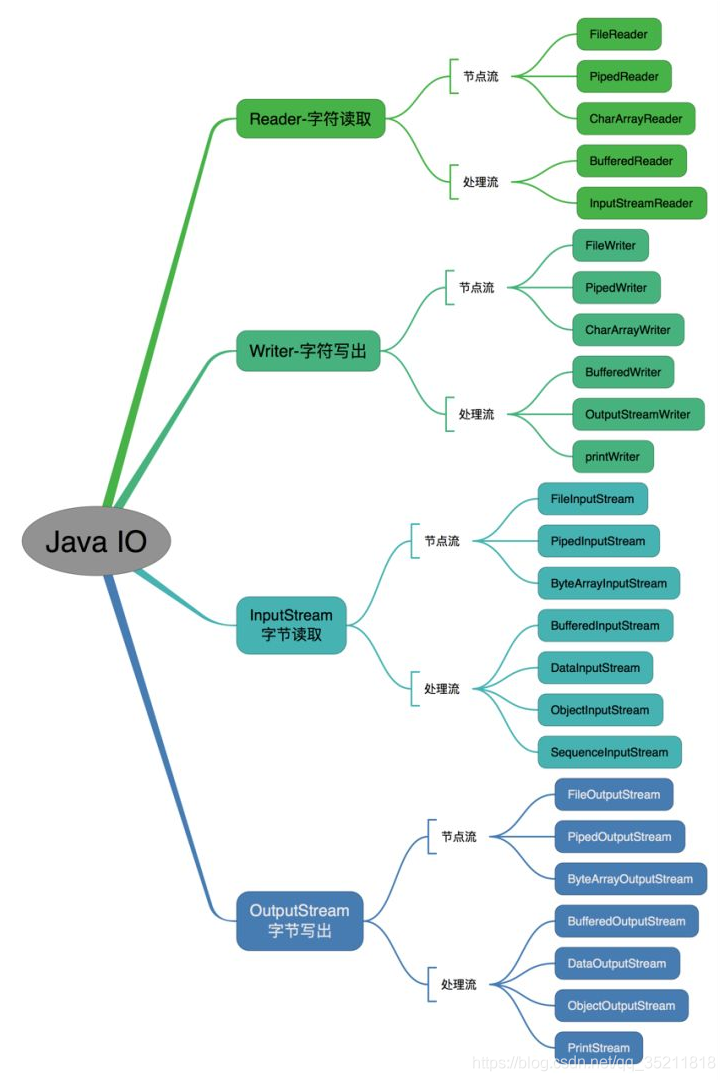 Java IO
Reader-字符读取
节点流
FileReader
PipedReader
CharArrayReader
处理流
BufferedReader
InputStreamReader
Writer-字符写出
节点流
FileWriter
PipedWriter
CharArrayWriter
处理流
BufferedWriter
OutputStreamWriter
printWriter
InputStream
字节读取
节点流
FileInputStream
PipedInputStream
ByteArrayInputStream
处理流
BufferedInputStream
DataInputStream
ObjectInputStream
SequenceInputStream
OutputStream
字节写出
节点流
FileOutputStream
PipedOutputStream
ByteArrayOutputStream
处理流
BufferedOutputStream
DataOutputStream
ObjectOutputStream
PrintStream
https://blog.csdn.net/qq_35211818